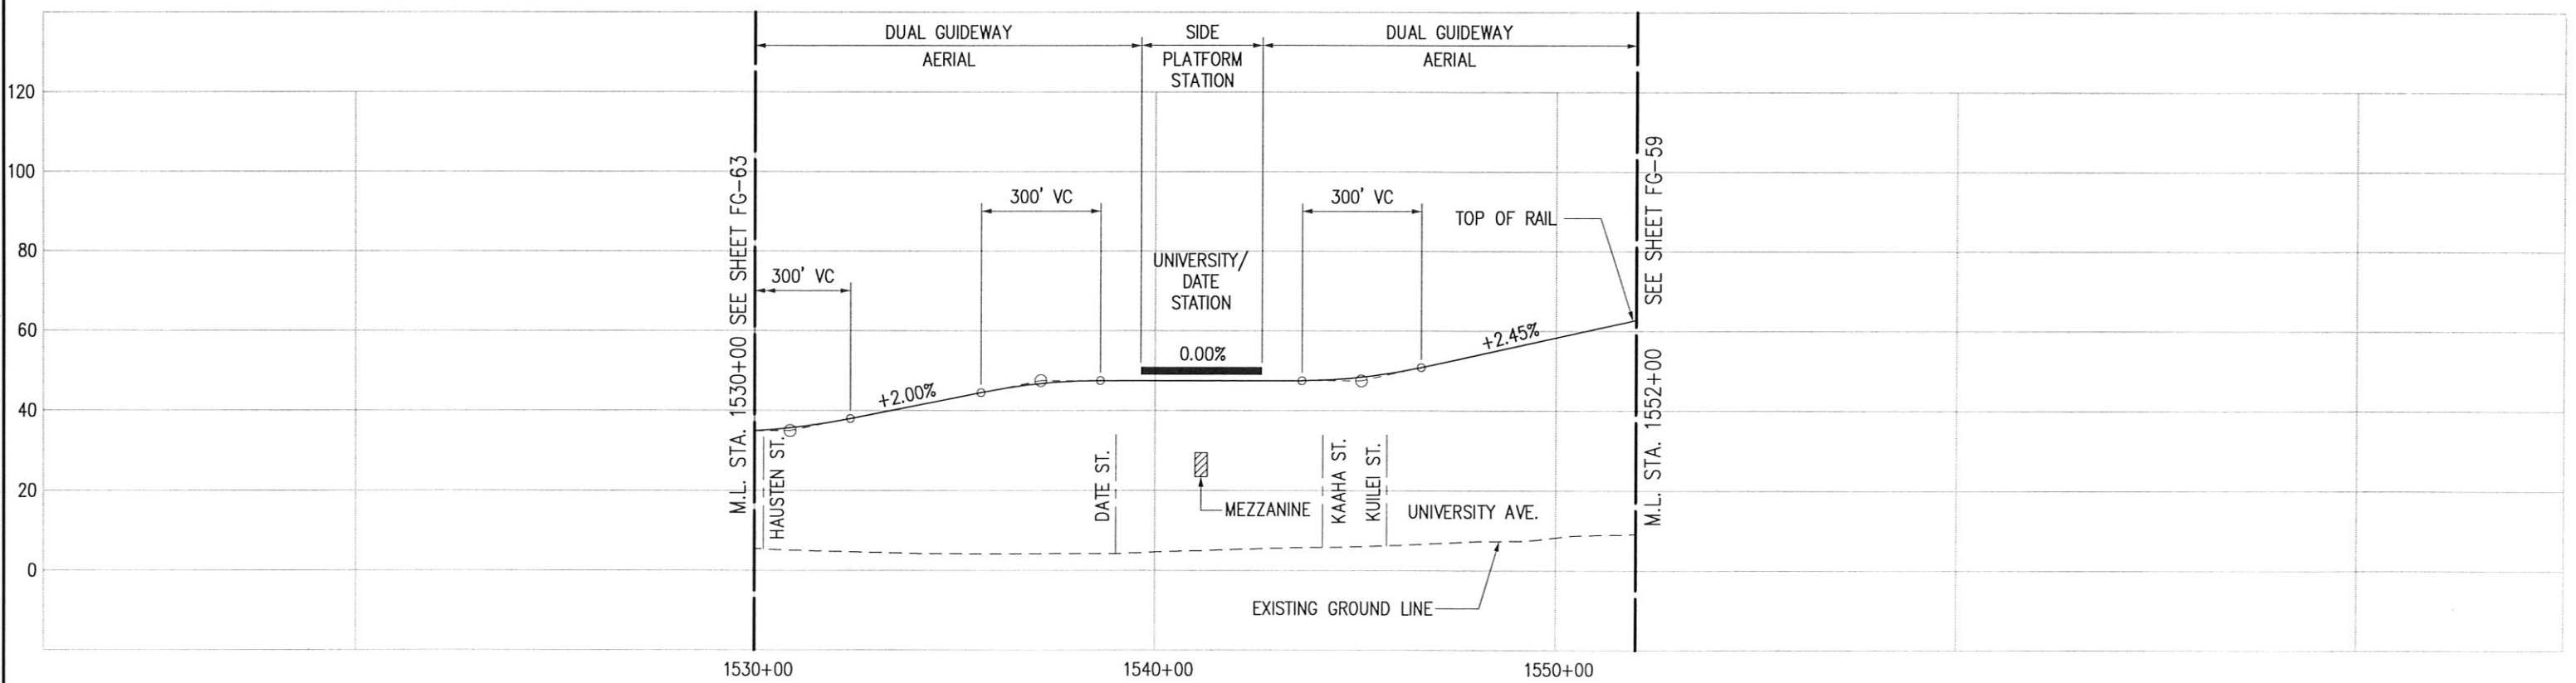 DUAL GUIDEWAY
AERIAL
SIDE
PLATFORM
STATION
DUAL GUIDEWAY
AERIAL
120
100
80
60
40
20
0
M.L. STA. 1530+00 SEE SHEET FG-63
300' VC
300' VC
300' VC
TOP OF RAIL
UNIVERSITY/
DATE
STATION
0.00%
+2.00%
+2.45%
HAUSTEN ST.
DATE ST.
MEZZANINE
KAAHA ST.
KUILEI ST.
UNIVERSITY AVE.
EXISTING GROUND LINE
M.L. STA. 1552+00 SEE SHEET FG-59
1530+00
1540+00
1550+00